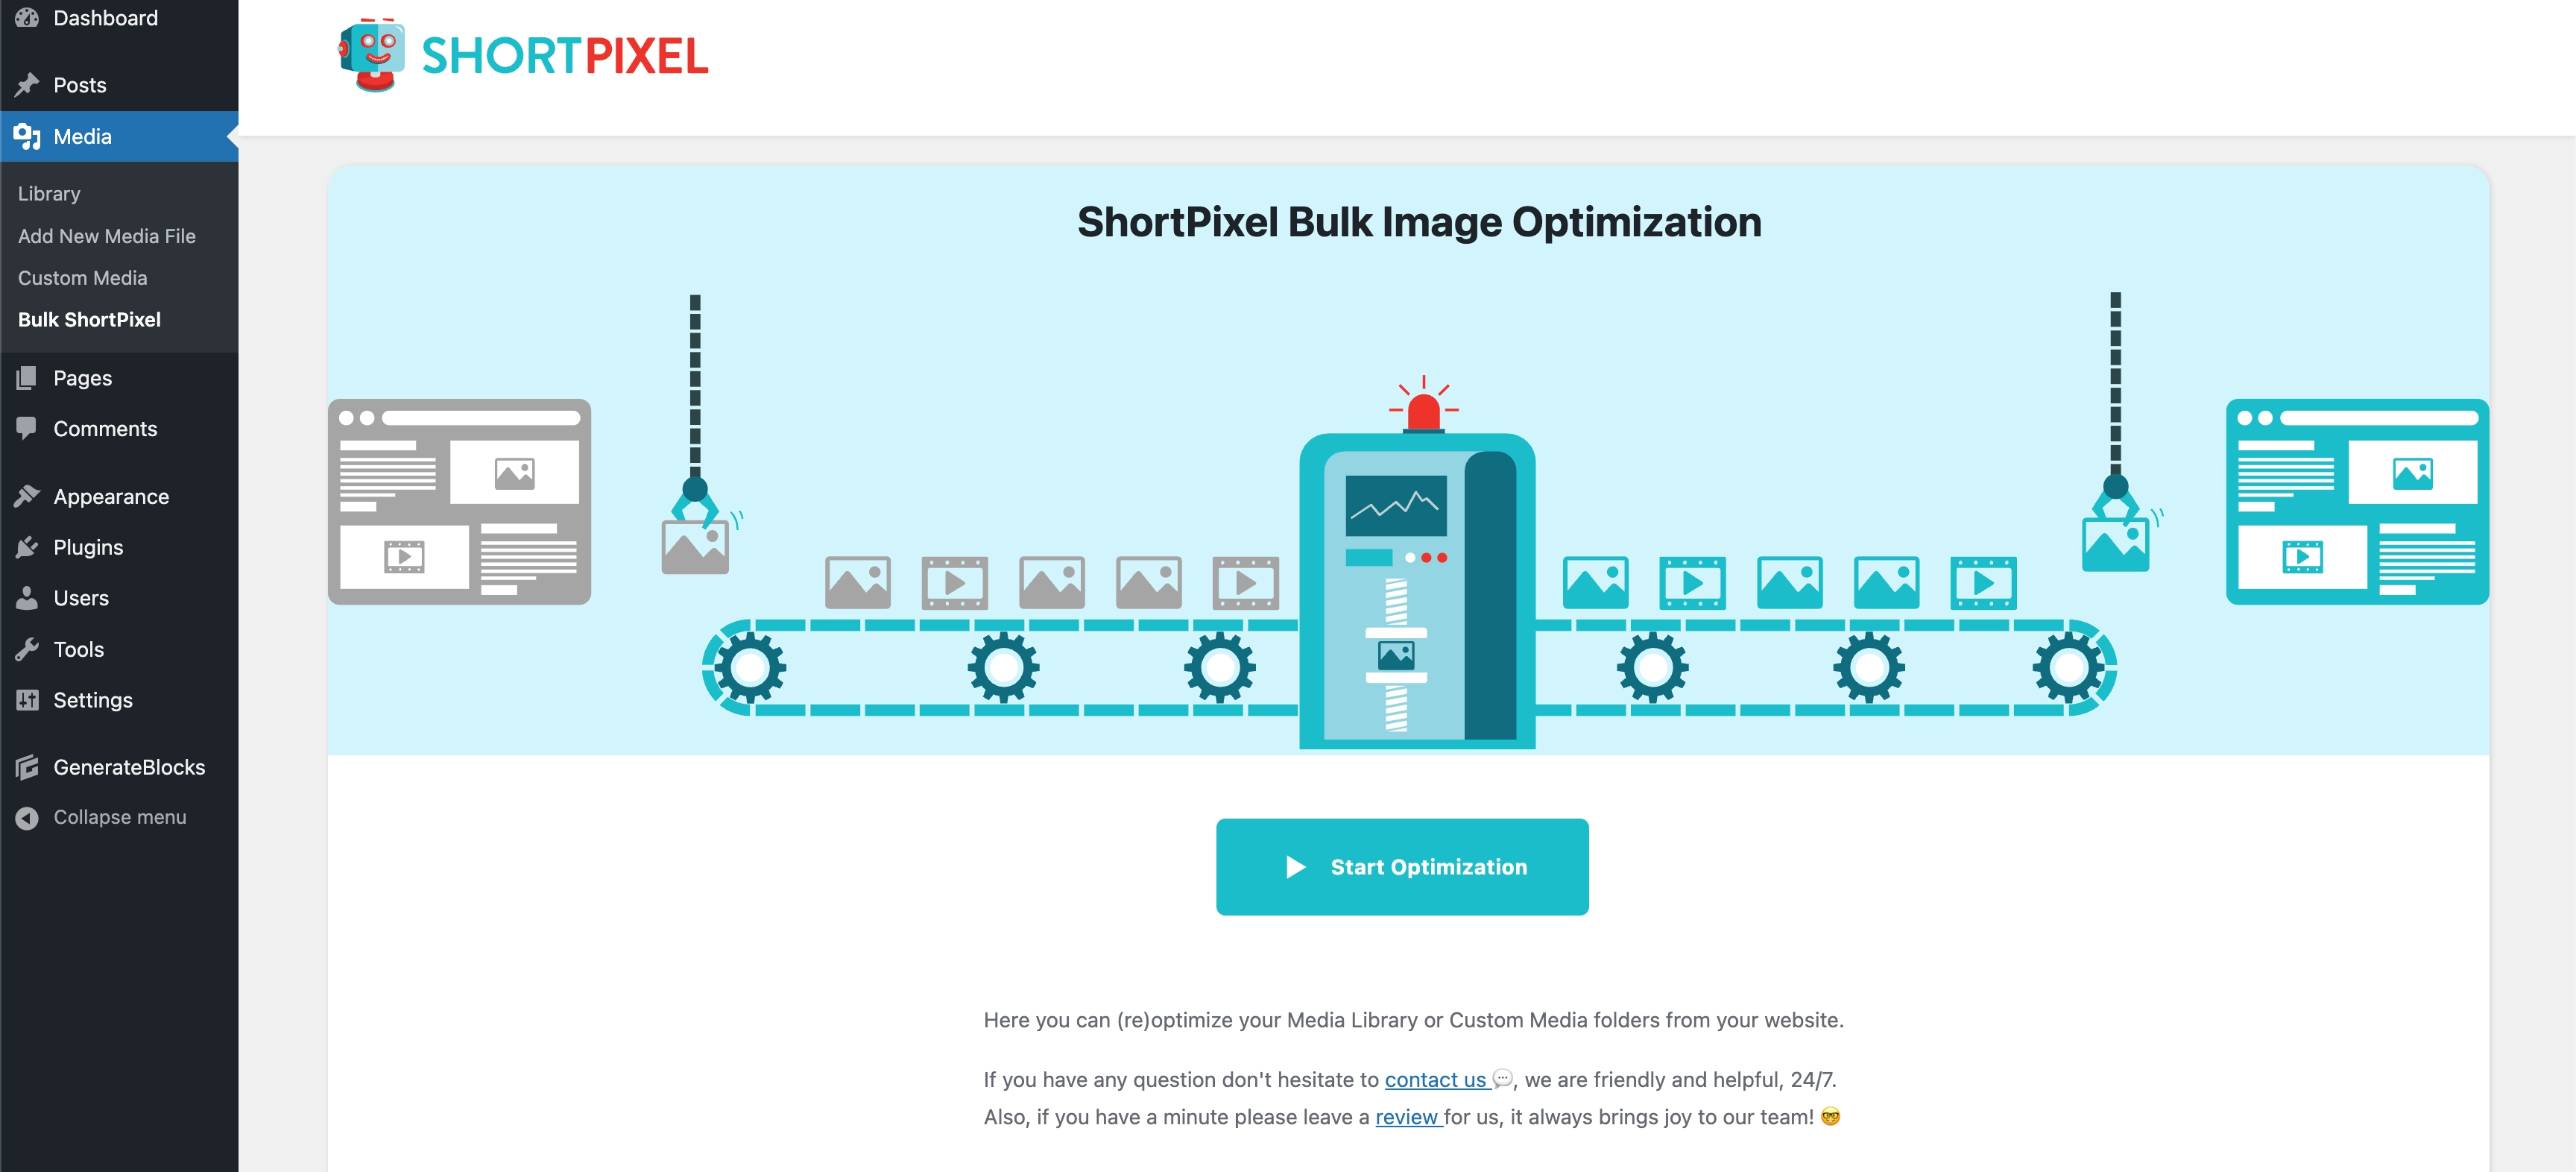 Dashboard
Posts
Media
Library
Add New Media File
Custom Media
Bulk ShortPixel
Pages
Comments
Appearance
Plugins
Users
Tools
Settings
GenerateBlocks
Collapse menu
SHORTPIXEL
ShortPixel Bulk Image Optimization
Start Optimization
Here you can (re)optimize your Media Library or Custom Media folders from your website.
If you have any question don't hesitate to contact us 💬, we are friendly and helpful, 24/7.
Also, if you have a minute please leave a review for us, it always brings joy to our team! 🤓